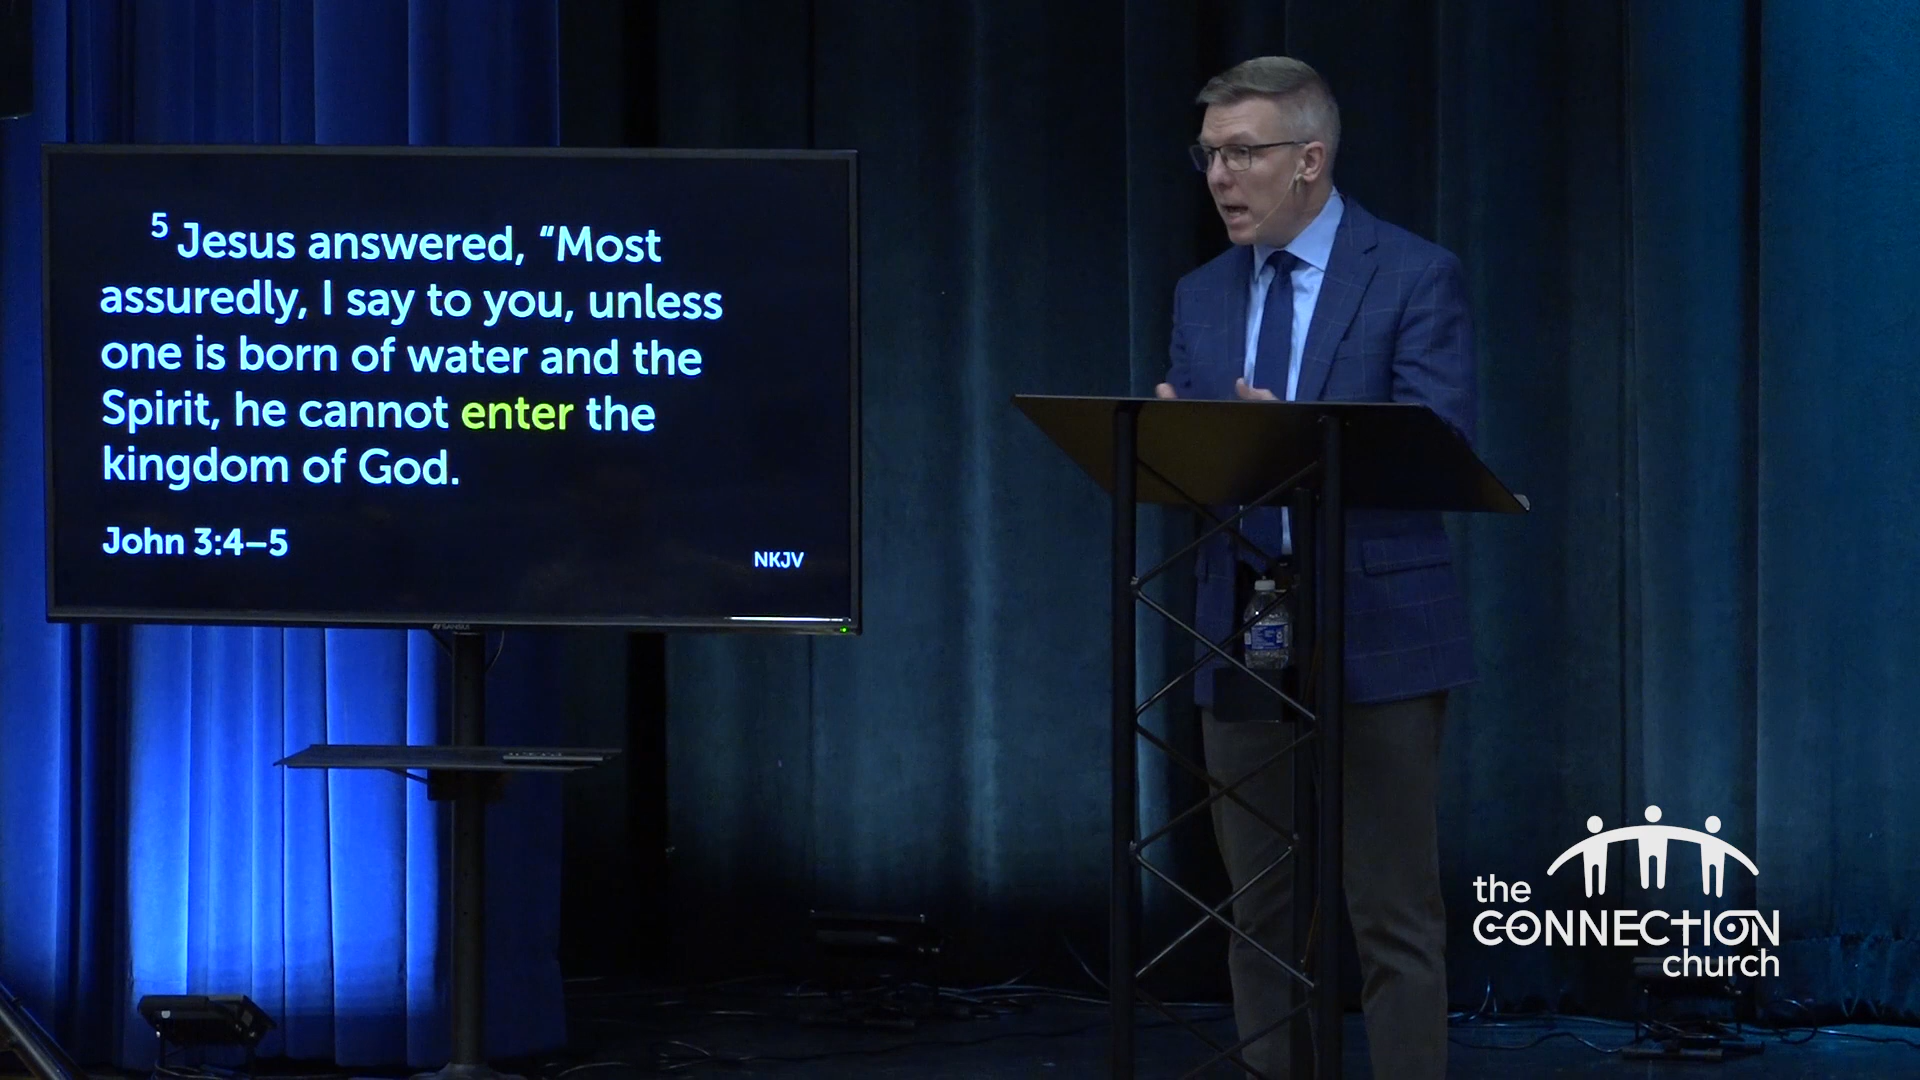 5 Jesus answered, “Most
assuredly, I say to you, unless
one is born of water and the
Spirit, he cannot enter the
kingdom of God.
John 3:4–5
NKJV
SANSUI
the
CONNECTION
church